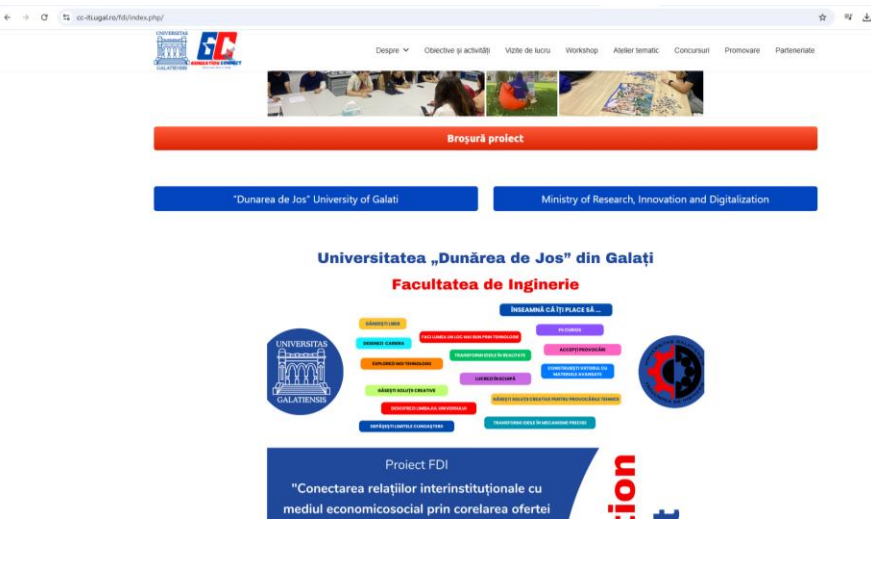 cc-iti.ugal.ro/fdi/index.php/
UNIVERSITAS
GALATIENSIS
EC
EDUCATION CONNECT
Despre
Obiective și activități
Vizite de lucru
Workshop
Atelier tematic
Concursuri
Promovare
Parteneriate
Broșură proiect
"Dunarea de Jos" University of Galati
Ministry of Research, Innovation and Digitalization
Universitatea „Dunărea de Jos” din Galați
Facultatea de Inginerie
ÎNSEAMNĂ CĂ ÎȚI PLACE SĂ ...
GÂNDEȘTI LIBER
FII CURIOS
DESENEZI CARIERA
FACI LUMEA UN LOC MAI BUN PRIN TEHNOLOGIE
ACCEPȚI PROVOCĂRI
TRANSFORMI IDEILE ÎN REALITATE
EXPLOREZI NOI TEHNOLOGII
CONSTRUIEȘTI VIITORUL CU
MATERIALE AVANSATE
LUCREZI ÎN ECHIPĂ
GĂSEȘTI SOLUȚII CREATIVE
GĂSEȘTI SOLUȚII CREATIVE PENTRU PROVOCĂRILE TEHNICE
DESCIFREZI LIMBAJUL UNIVERSULUI
DEPĂȘEȘTI LIMITELE CUNOAȘTERII
TRANSFORMI IDEILE ÎN MECANISME PRECISE
UNIVERSITAS
GALATIENSIS
Proiect FDI
"Conectarea relațiilor interinstituționale cu
mediul economicosocial prin corelarea ofertei